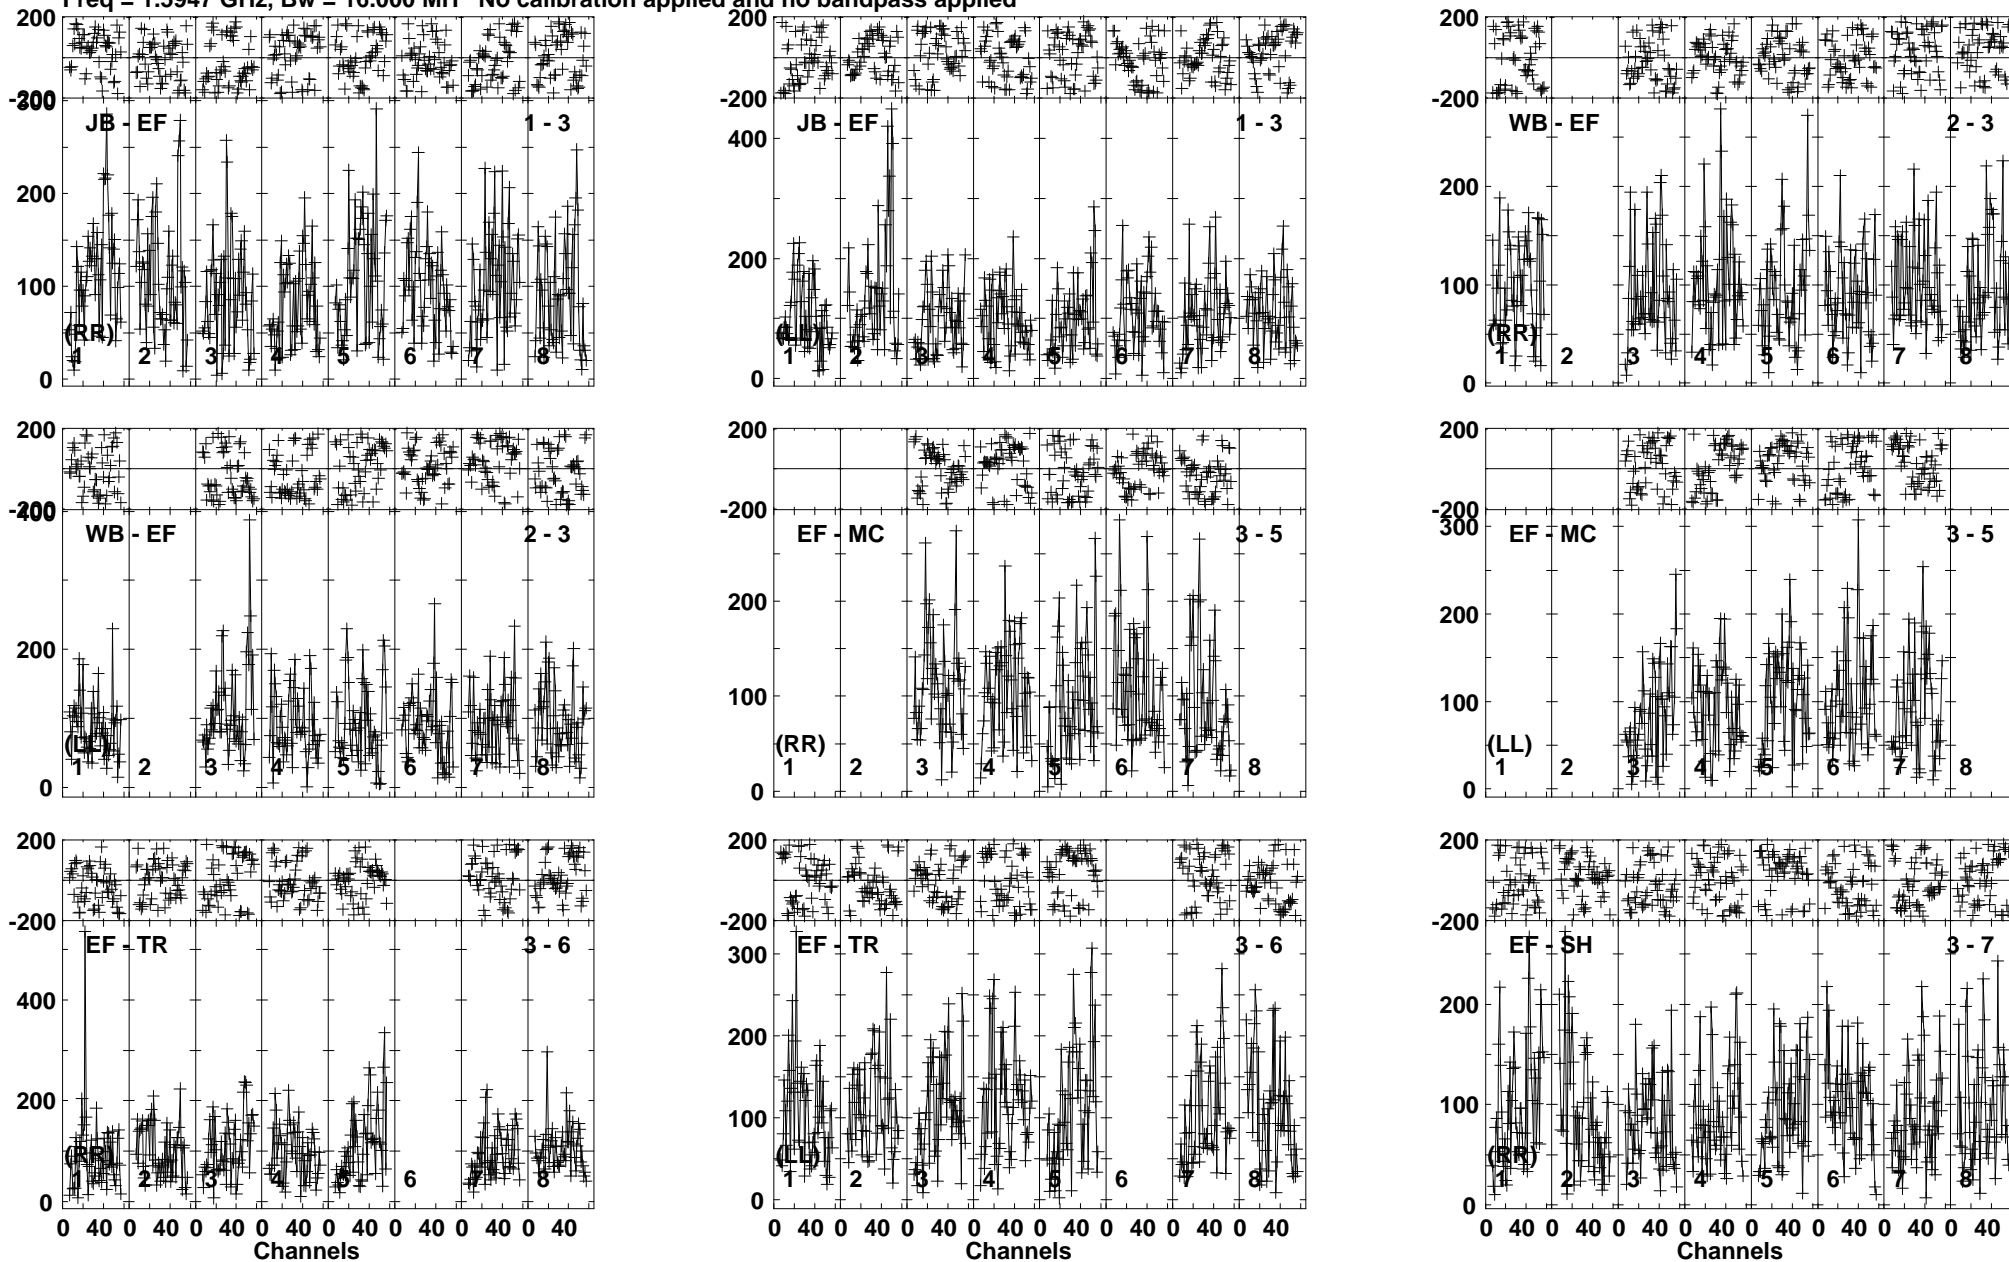 Freq = 1.5947 GHz, Bw = 16.000 MH No calibration applied and no bandpass applied
200 200 200
-200 -200 -200
300
JB - EF 1 - 3 JB - EF 1 - 3 WB - EF 2 - 3
400
200 200 200
100 100
(RR) (LL) (RR)
1 2 3 4 5 6 7 8 1 2 3 4 5 6 7 8 1 2 3 4 5 6 7 8
0 0 0
200 200 200
-200 -200 -200
400 300
WB - EF 2 - 3 EF - MC 3 - 5 EF - MC 3 - 5
200 200 200
100 100
(LL) (RR) (LL)
1 2 3 4 5 6 7 8 1 2 3 4 5 6 7 8 1 2 3 4 5 6 7 8
0 0 0
200 200 200
-200 -200 -200
EF - TR 3 - 6 EF - TR 3 - 6 EF - SH 3 - 7
400 300
200 200 200
100 100
(RR) (LL) (RR)
1 2 3 4 5 6 7 8 1 2 3 4 5 6 7 8 1 2 3 4 5 6 7 8
0 0 0
0 40 0 40 0 40 0 40 0 40 0 40 0 40 0 40 0 40 0 40 0 40 0 40 0 40 0 40 0 40 0 40 0 40 0 40 0 40 0 40 0 40 0 40 0 40 0 40
Channels Channels Channels